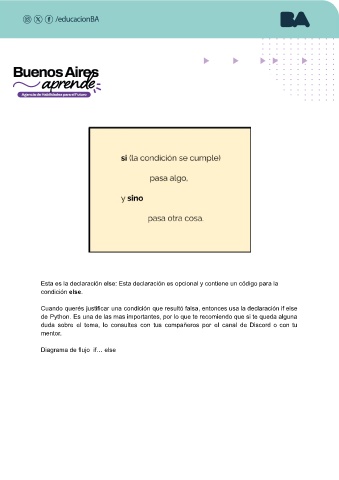 /educacionBA
BA
Buenos Aires
aprende
Agencia de Habilidades para el Futuro
si (la condición se cumple)
pasa algo,
y sino
pasa otra cosa.
Esta es la declaración else: Esta declaración es opcional y contiene un código para la
condición else.
Cuando querés justificar una condición que resultó falsa, entonces usa la declaración if else
de Python. Es una de las mas importantes, por lo que te recomiendo que si te queda alguna
duda sobre el tema, lo consultes con tus compañeros por el canal de Discord o con tu
mentor.
Diagrama de flujo if... else